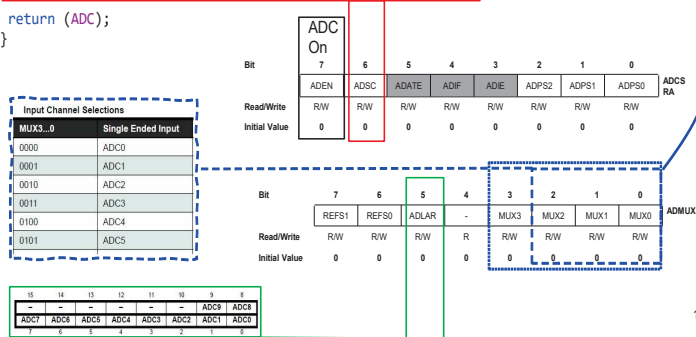 return (ADC);
}
ADC
On
Bit 7 6 5 4 3 2 1 0
ADEN ADSC ADATE ADIF ADIE ADPS2 ADPS1 ADPS0 ADCS
RA
Read/Write R/W R/W R/W R/W R/W R/W R/W R/W
Initial Value 0 0 0 0 0 0 0 0
Input Channel Selections
MUX3...0 Single Ended Input
0000 ADC0
0001 ADC1
0010 ADC2
0011 ADC3
0100 ADC4
0101 ADC5
Bit 7 6 5 4 3 2 1 0
REFS1 REFS0 ADLAR - MUX3 MUX2 MUX1 MUX0 ADMUX
Read/Write R/W R/W R/W R R/W R/W R/W R/W
Initial Value 0 0 0 0 0 0 0 0
15 14 13 12 11 10 9 8
– – – – – – ADC9 ADC8
ADC7 ADC6 ADC5 ADC4 ADC3 ADC2 ADC1 ADC0
7 6 5 4 3 2 1 0